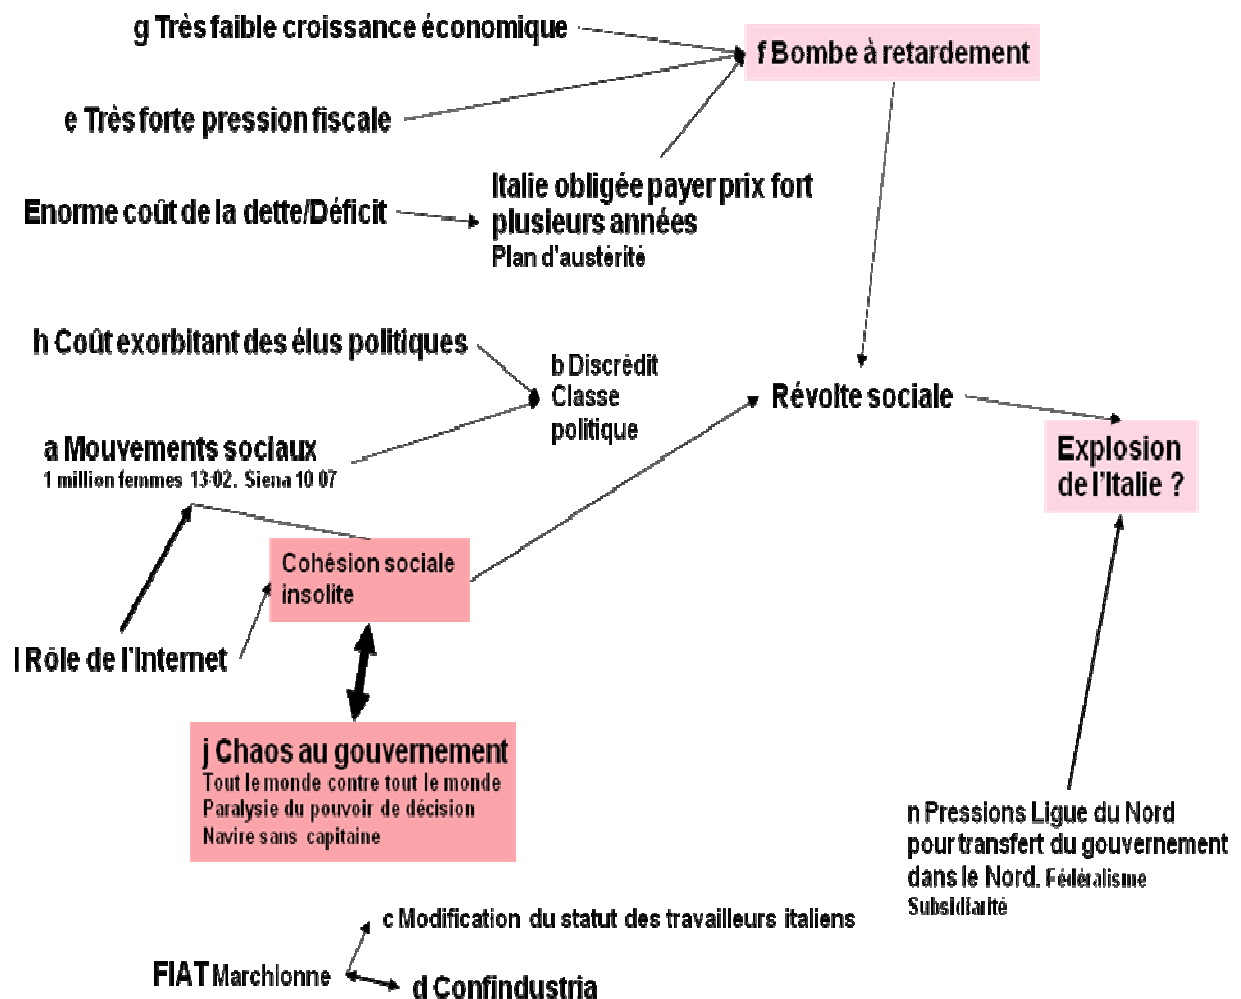 g Très faible croissance économique
f Bombe à retardement
e Très forte pression fiscale
Italie obligée payer prix fort
plusieurs années
Plan d'austérité
Enorme coût de la dette/Déficit
h Coût exorbitant des élus politiques
b Discrédit
Classe
politique
Révolte sociale
a Mouvements sociaux
1 million femmes 13-02. Siena 10 07
Explosion
de l'Italie ?
Cohésion sociale
insolite
l Rôle de l'Internet
j Chaos au gouvernement
Tout le monde contre tout le monde
Paralysie du pouvoir de décision
Navire sans capitaine
n Pressions Ligue du Nord
pour transfert du gouvernement
dans le Nord. Fédéralisme
Subsidiarité
c Modification du statut des travailleurs italiens
FIAT Marchionne
d Confindustria